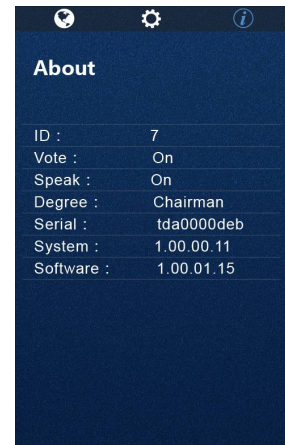 About
ID : 7
Vote : On
Speak : On
Degree : Chairman
Serial : tda0000deb
System : 1.00.00.11
Software : 1.00.01.15